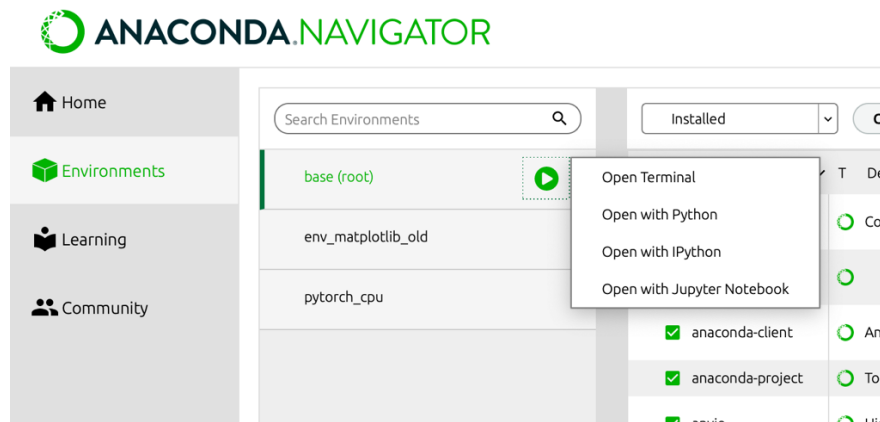 ANACONDA.NAVIGATOR
Home
Environments
Learning
Community
Search Environments
base (root)
env_matplotlib_old
pytorch_cpu
Open Terminal
Open with Python
Open with IPython
Open with Jupyter Notebook
Installed
T
anaconda-client
anaconda-project